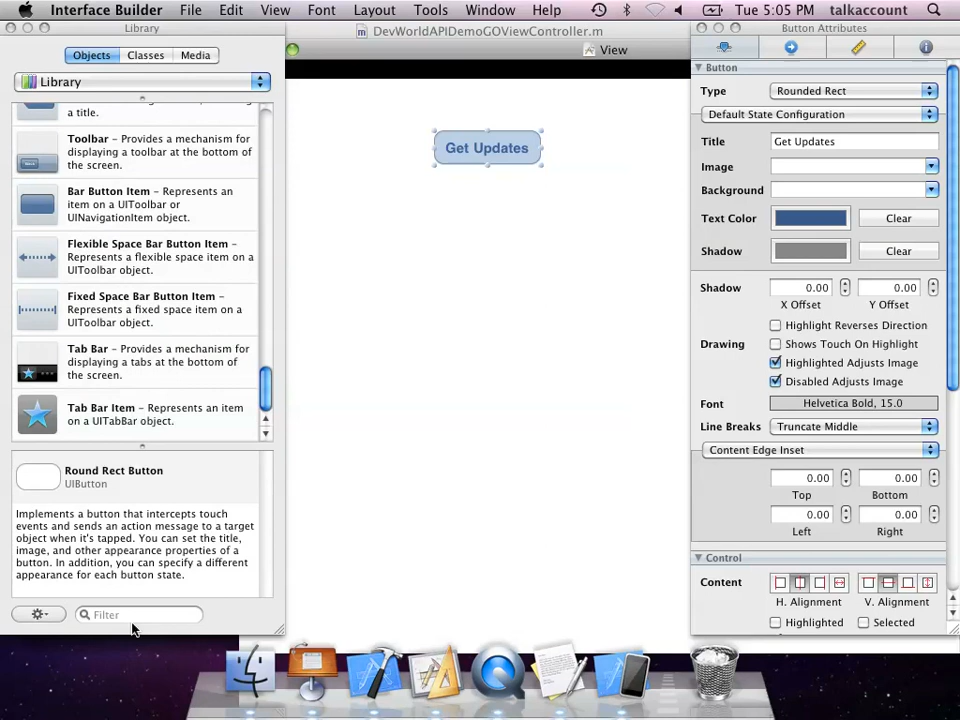 Interface Builder File Edit View Font Layout Tools Window Help Tue 5:05 PM talkaccount
Library
Objects Classes Media
Library
a title.
Toolbar – Provides a mechanism for
displaying a toolbar at the bottom of
the screen.
Bar Button Item – Represents an
item on a UIToolbar or
UINavigationItem object.
Flexible Space Bar Button Item –
Represents a flexible space item on a
UIToolbar object.
Fixed Space Bar Button Item –
Represents a fixed space item on a
UIToolbar object.
Tab Bar – Provides a mechanism for
displaying a tabs at the bottom of
the screen.
Tab Bar Item – Represents an item
on a UITabBar object.
Round Rect Button
UIButton
Implements a button that intercepts touch
events and sends an action message to a target
object when it's tapped. You can set the title,
image, and other appearance properties of a
button. In addition, you can specify a different
appearance for each button state.
Filter
DevWorldAPIDemoGOViewController.m
View
Get Updates
Button Attributes
Button
Type Rounded Rect
Default State Configuration
Title Get Updates
Image
Background
Text Color Clear
Shadow Clear
Shadow 0.00 0.00
X Offset Y Offset
Highlight Reverses Direction
Drawing Shows Touch On Highlight
Highlighted Adjusts Image
Disabled Adjusts Image
Font Helvetica Bold, 15.0
Line Breaks Truncate Middle
Content Edge Inset
0.00 0.00
Top Bottom
0.00 0.00
Left Right
Control
Content
H. Alignment V. Alignment
Highlighted Selected